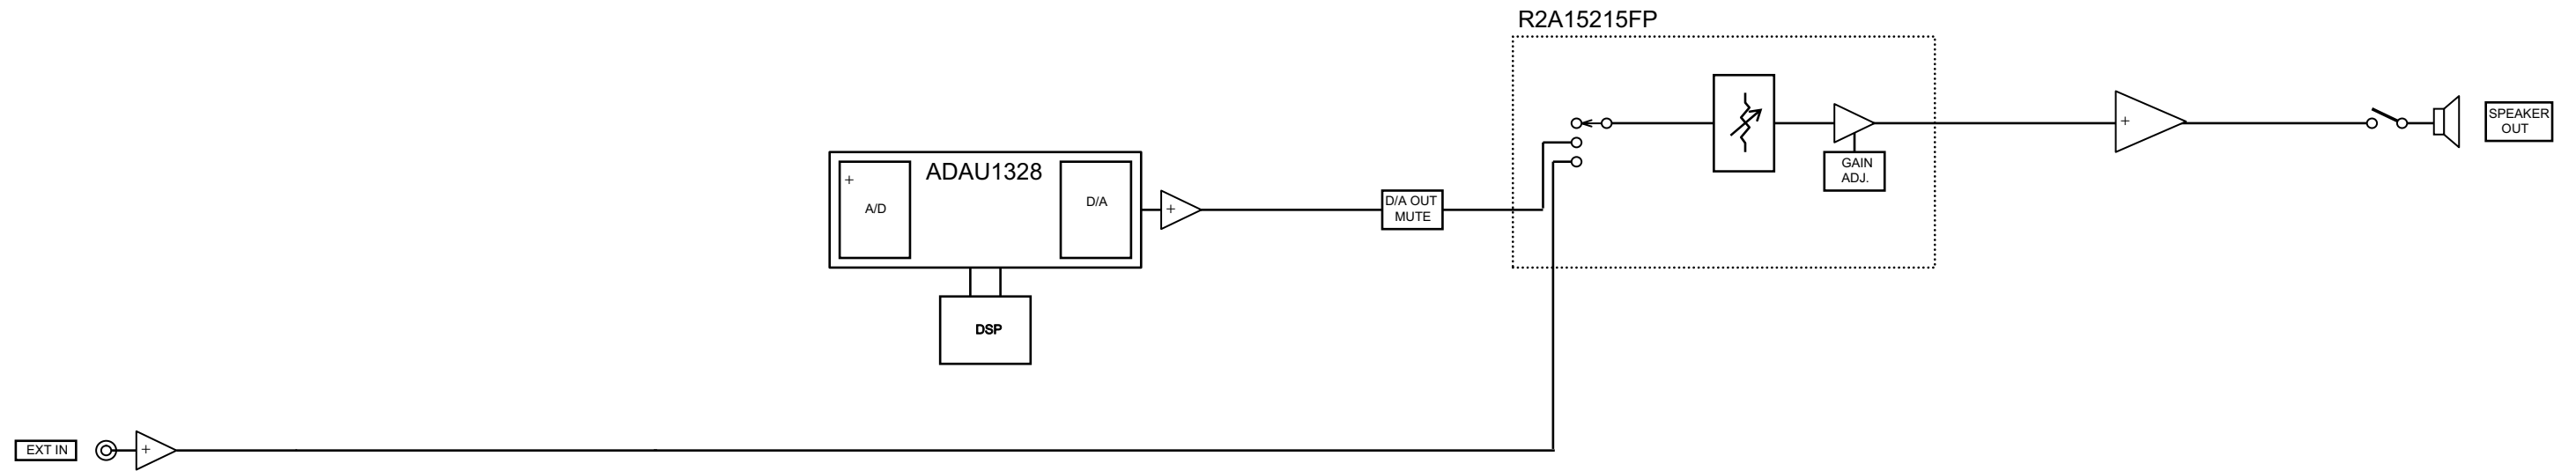 R2A15215FP
SPEAKER
OUT
GAIN
ADJ.
ADAU1328
+
+
A/D
D/A
D/A OUT
MUTE
+
DSP
EXT IN
+